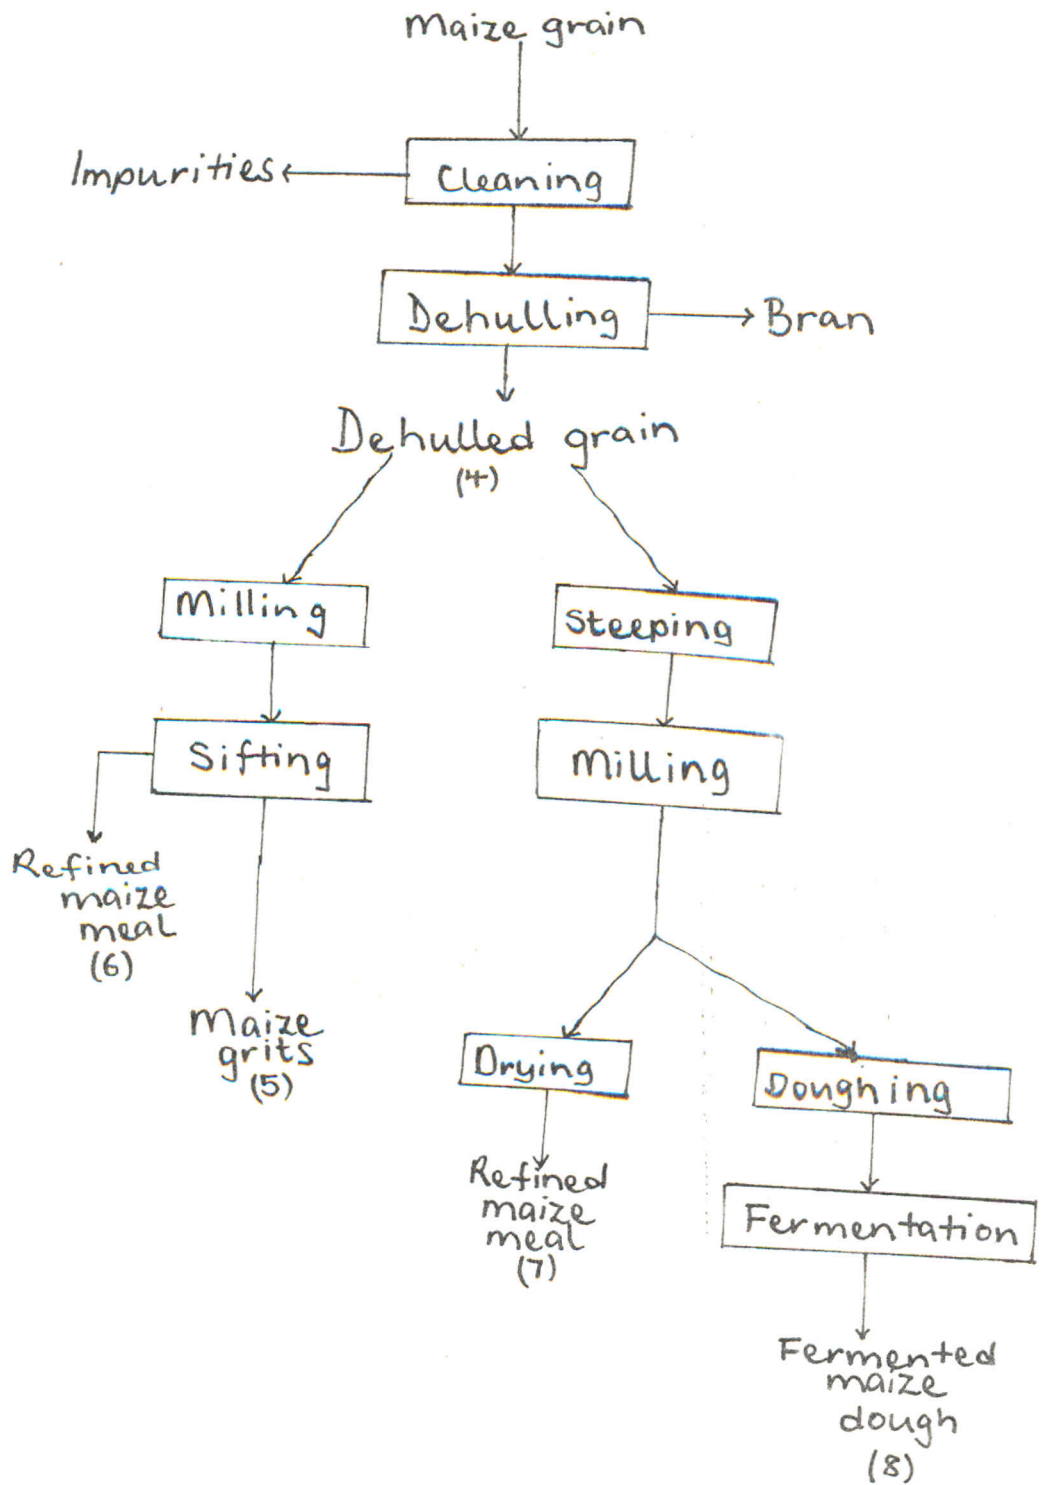 Maize grain
Impurities
Cleaning
Dehulling
Bran
Dehulled grain
(4)
Milling
Steeping
Sifting
Milling
Refined
maize
meal
(6)
Maize
grits
(5)
Drying
Doughing
Refined
maize
meal
(7)
Fermentation
Fermented
maize
dough
(8)